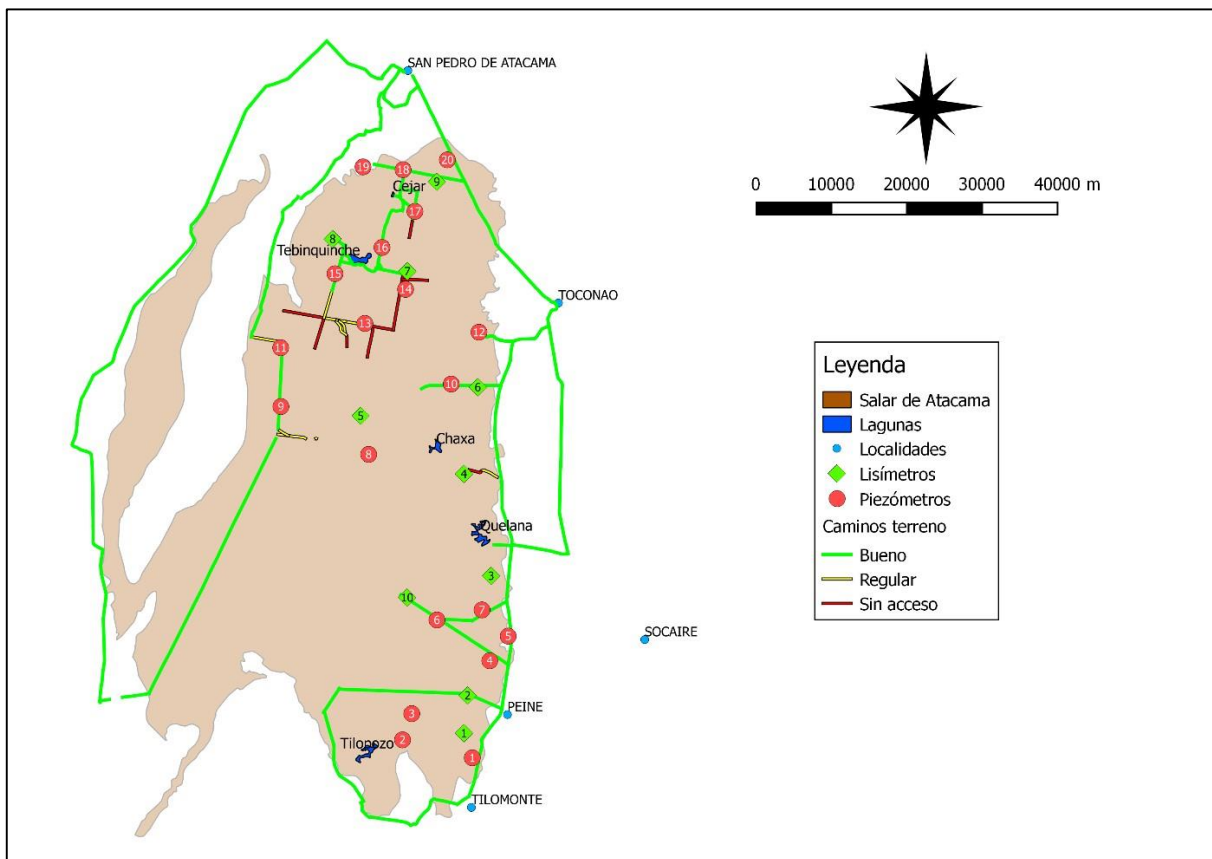 SAN PEDRO DE ATACAMA
20
19
18
9
Cejar
17
8
16
Tebinquinche
7
15
14
0 10000 20000 30000 40000 m
TOCONAO
13
12
11
10
6
9
5
Chaxa
8
4
Quelana
3
10
7
6
5
SOCAIRE
4
2
3
PEINE
1
2
Tilopozo
1
TILOMONTE
Leyenda
Salar de Atacama
Lagunas
Localidades
Lisímetros
Piezómetros
Caminos terreno
Bueno
Regular
Sin acceso